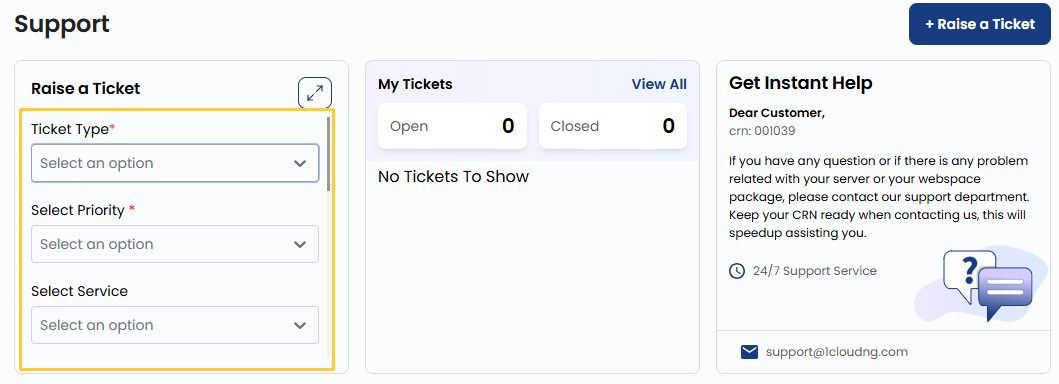 Support
+ Raise a Ticket
Raise a Ticket
Ticket Type*
Select an option
Select Priority *
Select an option
Select Service
Select an option
My Tickets
View All
Open
0
Closed
0
No Tickets To Show
Get Instant Help
Dear Customer,
crn: 001039
If you have any question or if there is any problem
related with your server or your webspace
package, please contact our support department.
Keep your CRN ready when contacting us, this will
speedup assisting you.
24/7 Support Service
?
support@1cloudng.com